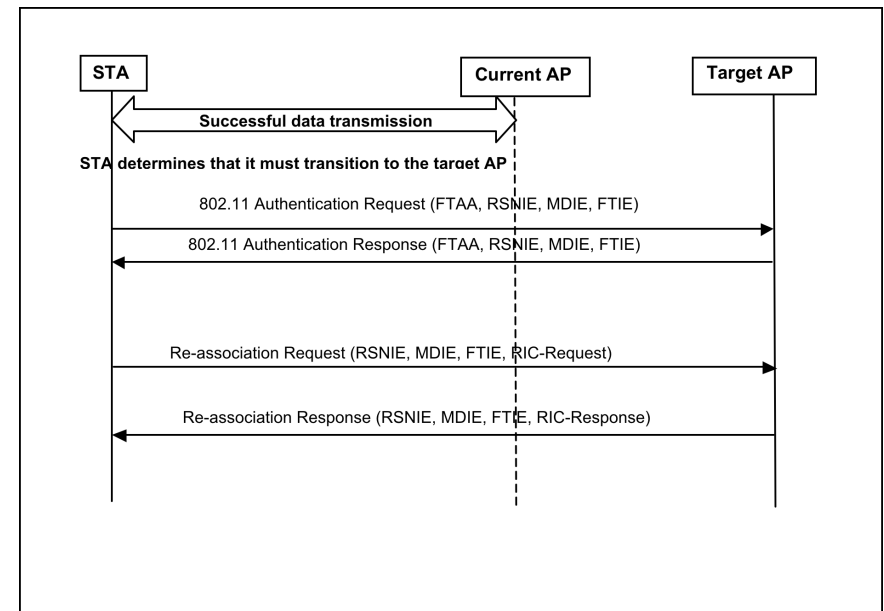 STA
Current AP
Target AP
Successful data transmission
STA determines that it must transition to the target AP
802.11 Authentication Request (FTAA, RSNIE, MDIE, FTIE)
802.11 Authentication Response (FTAA, RSNIE, MDIE, FTIE)
Re-association Request (RSNIE, MDIE, FTIE, RIC-Request)
Re-association Response (RSNIE, MDIE, FTIE, RIC-Response)